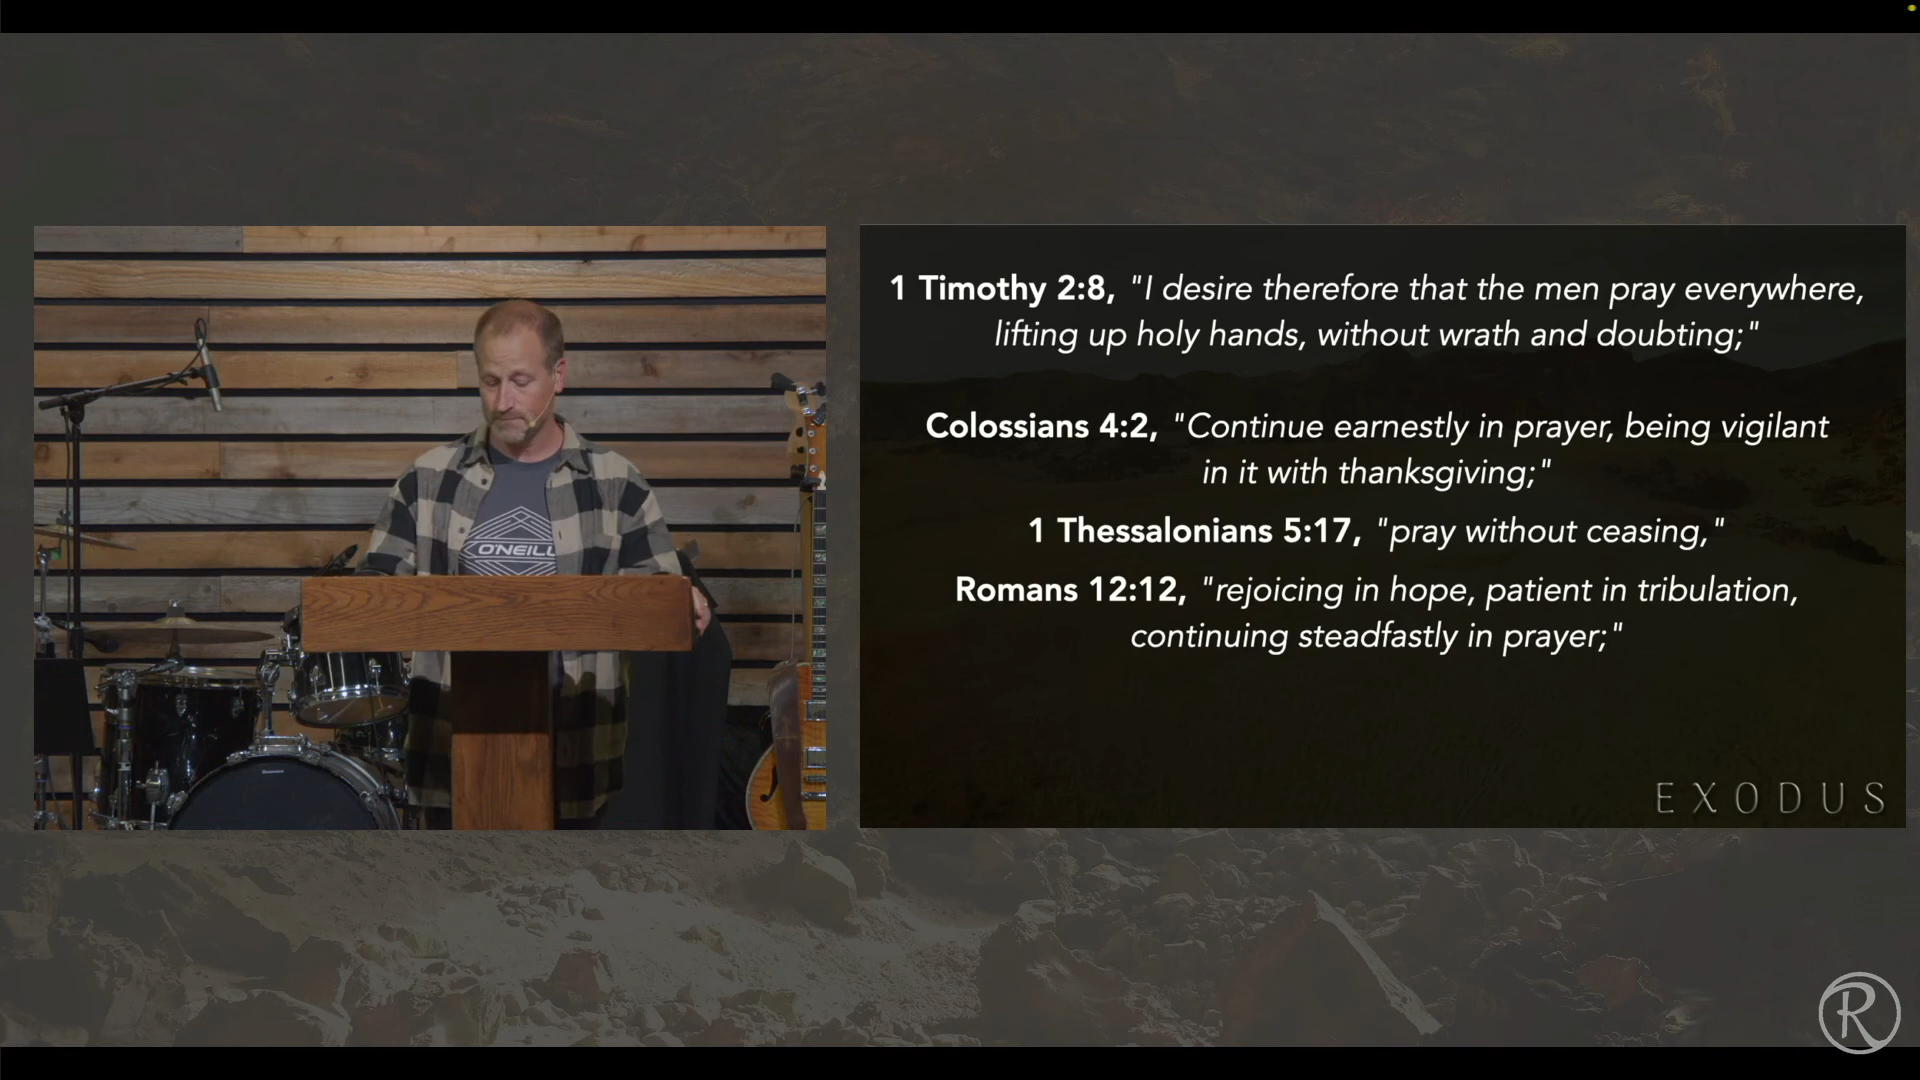 1 Timothy 2:8, "I desire therefore that the men pray everywhere,
lifting up holy hands, without wrath and doubting;"
Colossians 4:2, "Continue earnestly in prayer, being vigilant
in it with thanksgiving;"
1 Thessalonians 5:17, "pray without ceasing,"
Romans 12:12, "rejoicing in hope, patient in tribulation,
continuing steadfastly in prayer;"
EXODUS
O'NEILL
R